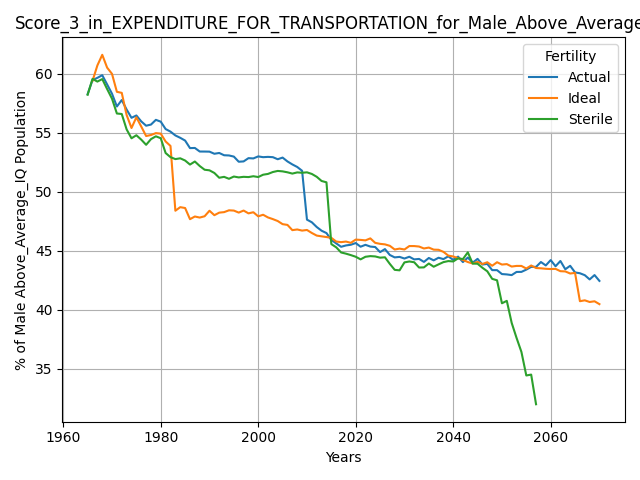 Score_3_in_EXPENDITURE_FOR_TRANSPORTATION_for_Male_Above_Average
Fertility
Actual
Ideal
Sterile
% of Male Above_Average_IQ Population
60
55
50
45
40
35
1960
1980
2000
2020
2040
2060
Years